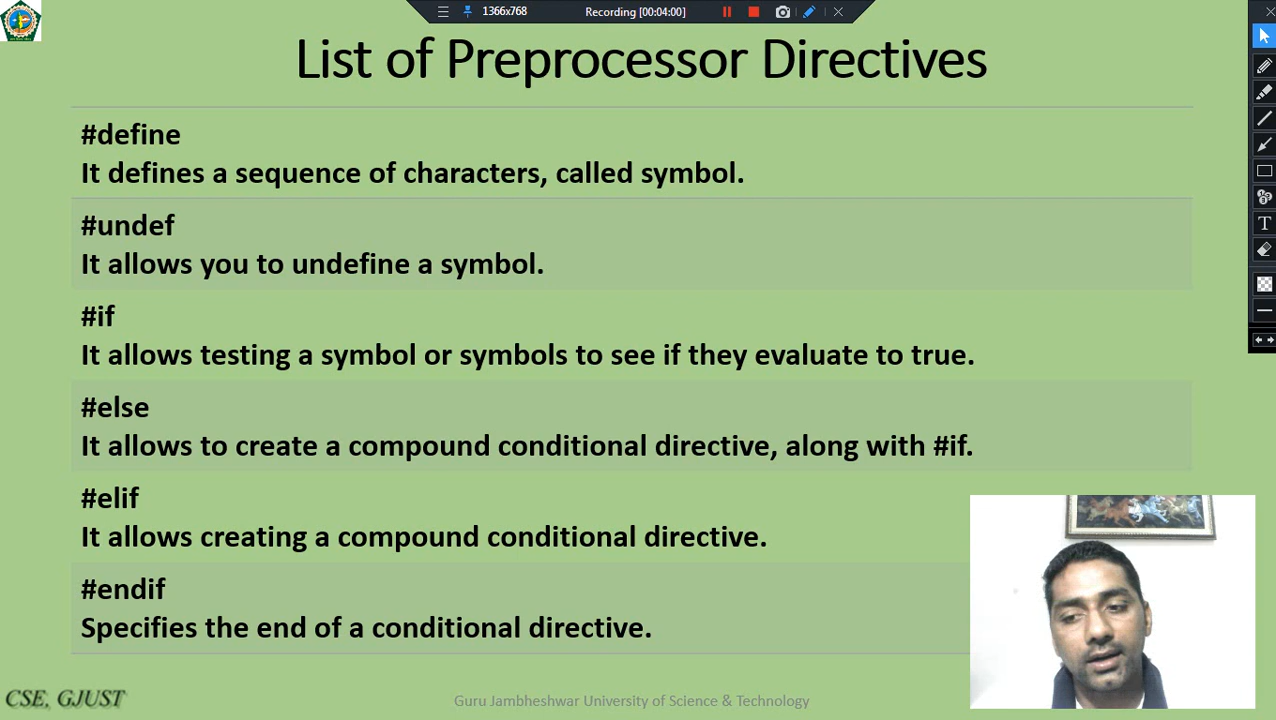 1366x768
Recording [00:04:00]
List of Preprocessor Directives
#define
It defines a sequence of characters, called symbol.
#undef
It allows you to undefine a symbol.
#if
It allows testing a symbol or symbols to see if they evaluate to true.
#else
It allows to create a compound conditional directive, along with #if.
#elif
It allows creating a compound conditional directive.
#endif
Specifies the end of a conditional directive.
CSE, GJUST
Guru Jambheshwar University of Science & Technology